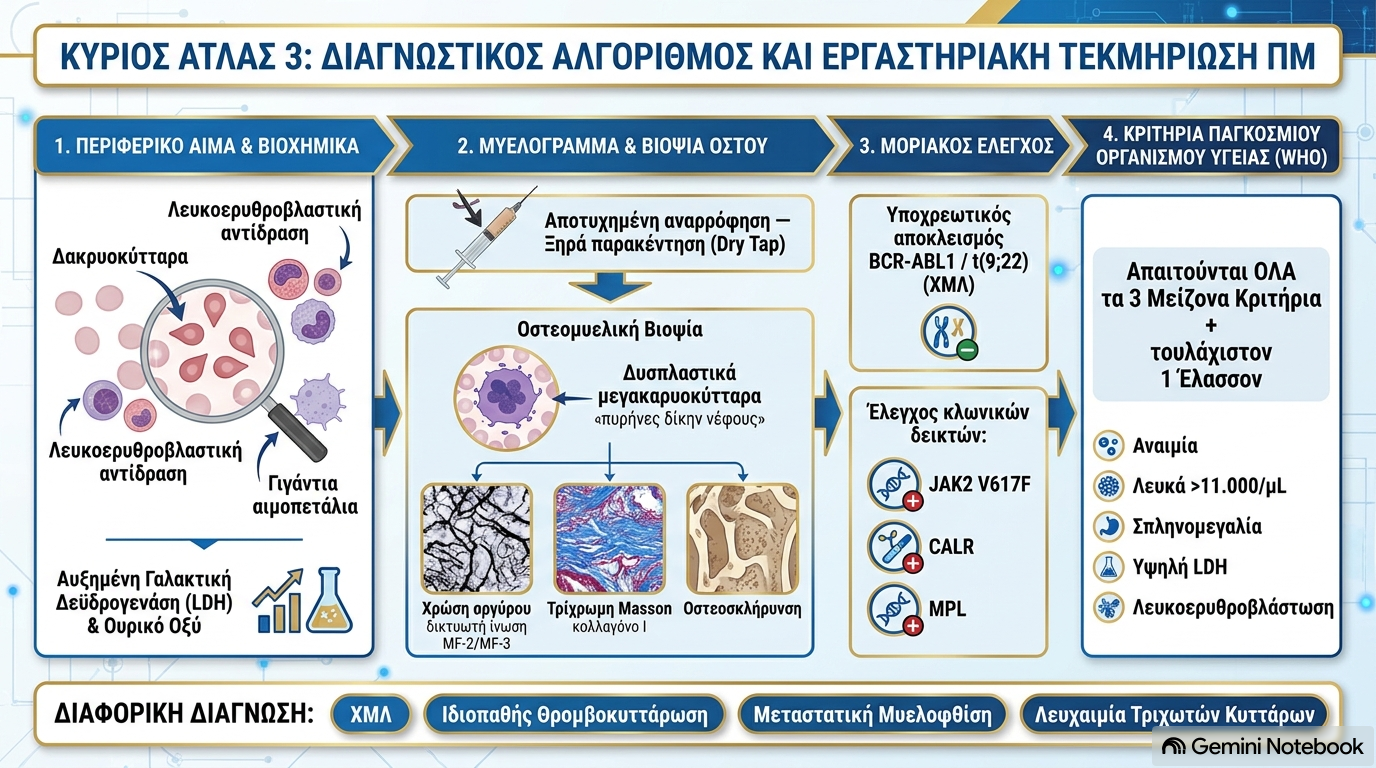 ΚΥΡΙΟΣ ΑΤΛΑΣ 3: ΔΙΑΓΝΩΣΤΙΚΟΣ ΑΛΓΟΡΙΘΜΟΣ ΚΑΙ ΕΡΓΑΣΤΗΡΙΑΚΗ ΤΕΚΜΗΡΙΩΣΗ ΠΜ
1. ΠΕΡΙΦΕΡΙΚΟ ΑΙΜΑ & ΒΙΟΧΗΜΙΚΑ
Λευκοερυθροβλαστική
αντίδραση
Δακρυοκύτταρα
Λευκοερυθροβλαστική
αντίδραση
Γιγάντια
αιμοπετάλια
Αυξημένη Γαλακτική
Δεϋδρογενάση (LDH)
& Ουρικό Οξύ
2. ΜΥΕΛΟΓΡΑΜΜΑ & ΒΙΟΨΙΑ ΟΣΤΟΥ
Αποτυχημένη αναρρόφηση —
Ξηρά παρακέντηση (Dry Tap)
Οστεομυελική Βιοψία
Δυσπλαστικά
μεγακαρυοκύτταρα
«πυρήνες δίκην νέφους»
Χρώση αργύρου
δικτυωτή ίνωση
MF-2/MF-3
Τρίχρωμη Masson
κολλαγόνο I
Οστεοσκλήρυνση
3. ΜΟΡΙΑΚΟΣ ΕΛΕΓΧΟΣ
Υποχρεωτικός
αποκλεισμός
BCR-ABL1 / t(9;22)
(ΧΜΛ)
Έλεγχος κλωνικών
δεικτών:
JAK2 V617F
CALR
MPL
4. ΚΡΙΤΗΡΙΑ ΠΑΓΚΟΣΜΙΟΥ
ΟΡΓΑΝΙΣΜΟΥ ΥΓΕΙΑΣ (WHO)
Απαιτούνται ΟΛΑ
τα 3 Μείζονα Κριτήρια
+
τουλάχιστον
1 Έλασσον
Αναιμία
Λευκά >11.000/μL
Σπληνομεγαλία
Υψηλή LDH
Λευκοερυθροβλάστωση
ΔΙΑΦΟΡΙΚΗ ΔΙΑΓΝΩΣΗ:
ΧΜΛ
Ιδιοπαθής Θρομβοκυττάρωση
Μεταστατική Μυελοφθίση
Λευχαιμία Τριχωτών Κυττάρων
Gemini Notebook